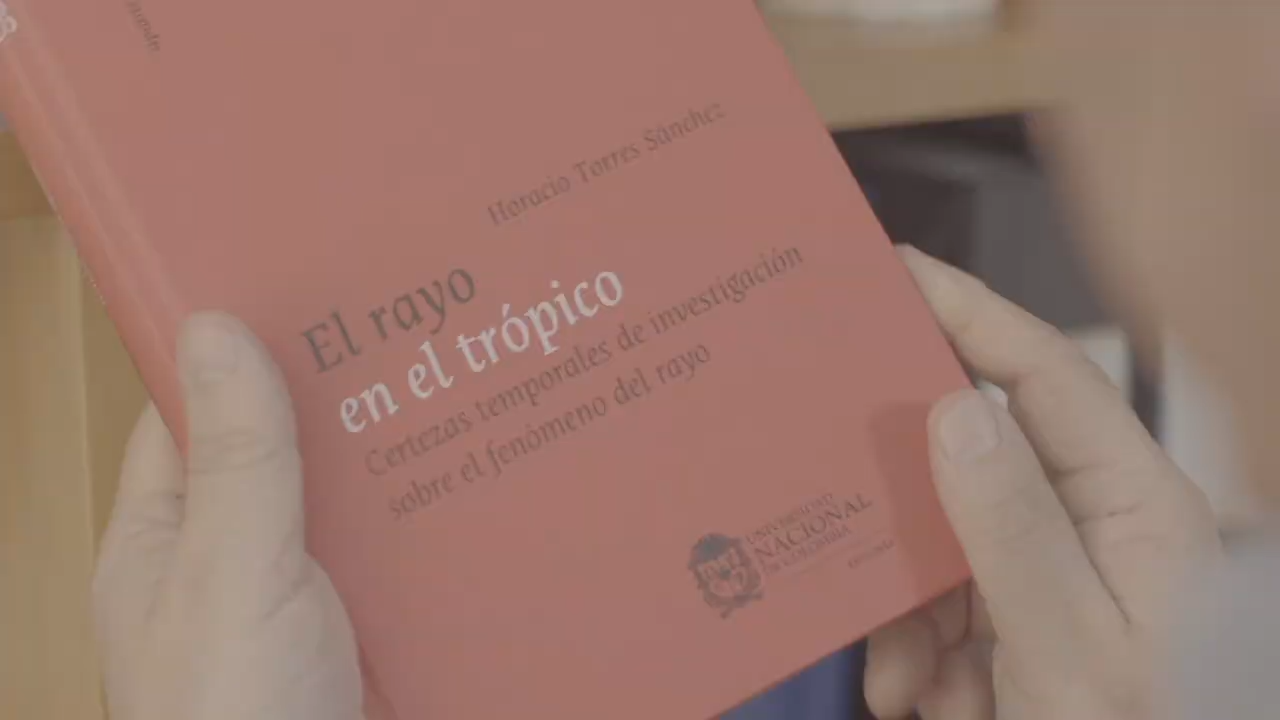 Horacio Torres Sánchez
El rayo
en el trópico
Certezas temporales de investigación
sobre el fenómeno del rayo
UNIVERSIDAD
NACIONAL
DE COLOMBIA